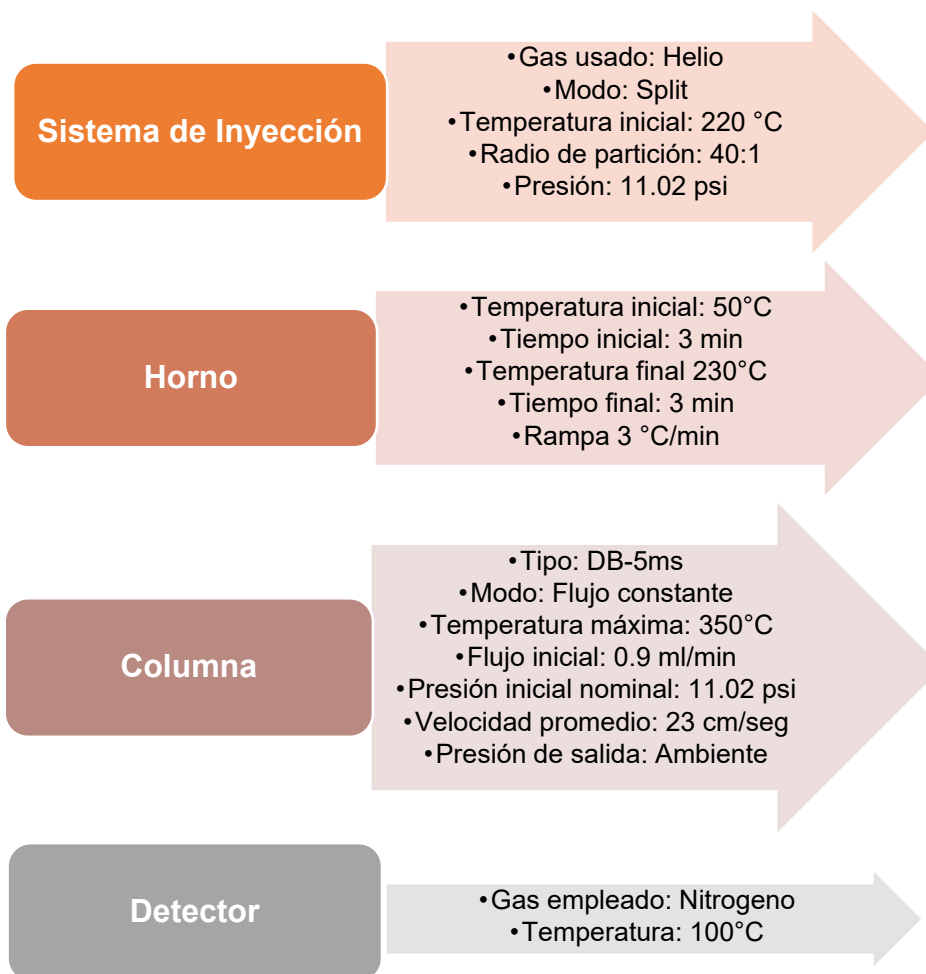 Sistema de Inyección
•Gas usado: Helio
•Modo: Split
•Temperatura inicial: 220 °C
•Radio de partición: 40:1
•Presión: 11.02 psi
Horno
•Temperatura inicial: 50°C
•Tiempo inicial: 3 min
•Temperatura final 230°C
•Tiempo final: 3 min
•Rampa 3 °C/min
Columna
•Tipo: DB-5ms
•Modo: Flujo constante
•Temperatura máxima: 350°C
•Flujo inicial: 0.9 ml/min
•Presión inicial nominal: 11.02 psi
•Velocidad promedio: 23 cm/seg
•Presión de salida: Ambiente
Detector
•Gas empleado: Nitrogeno
•Temperatura: 100°C